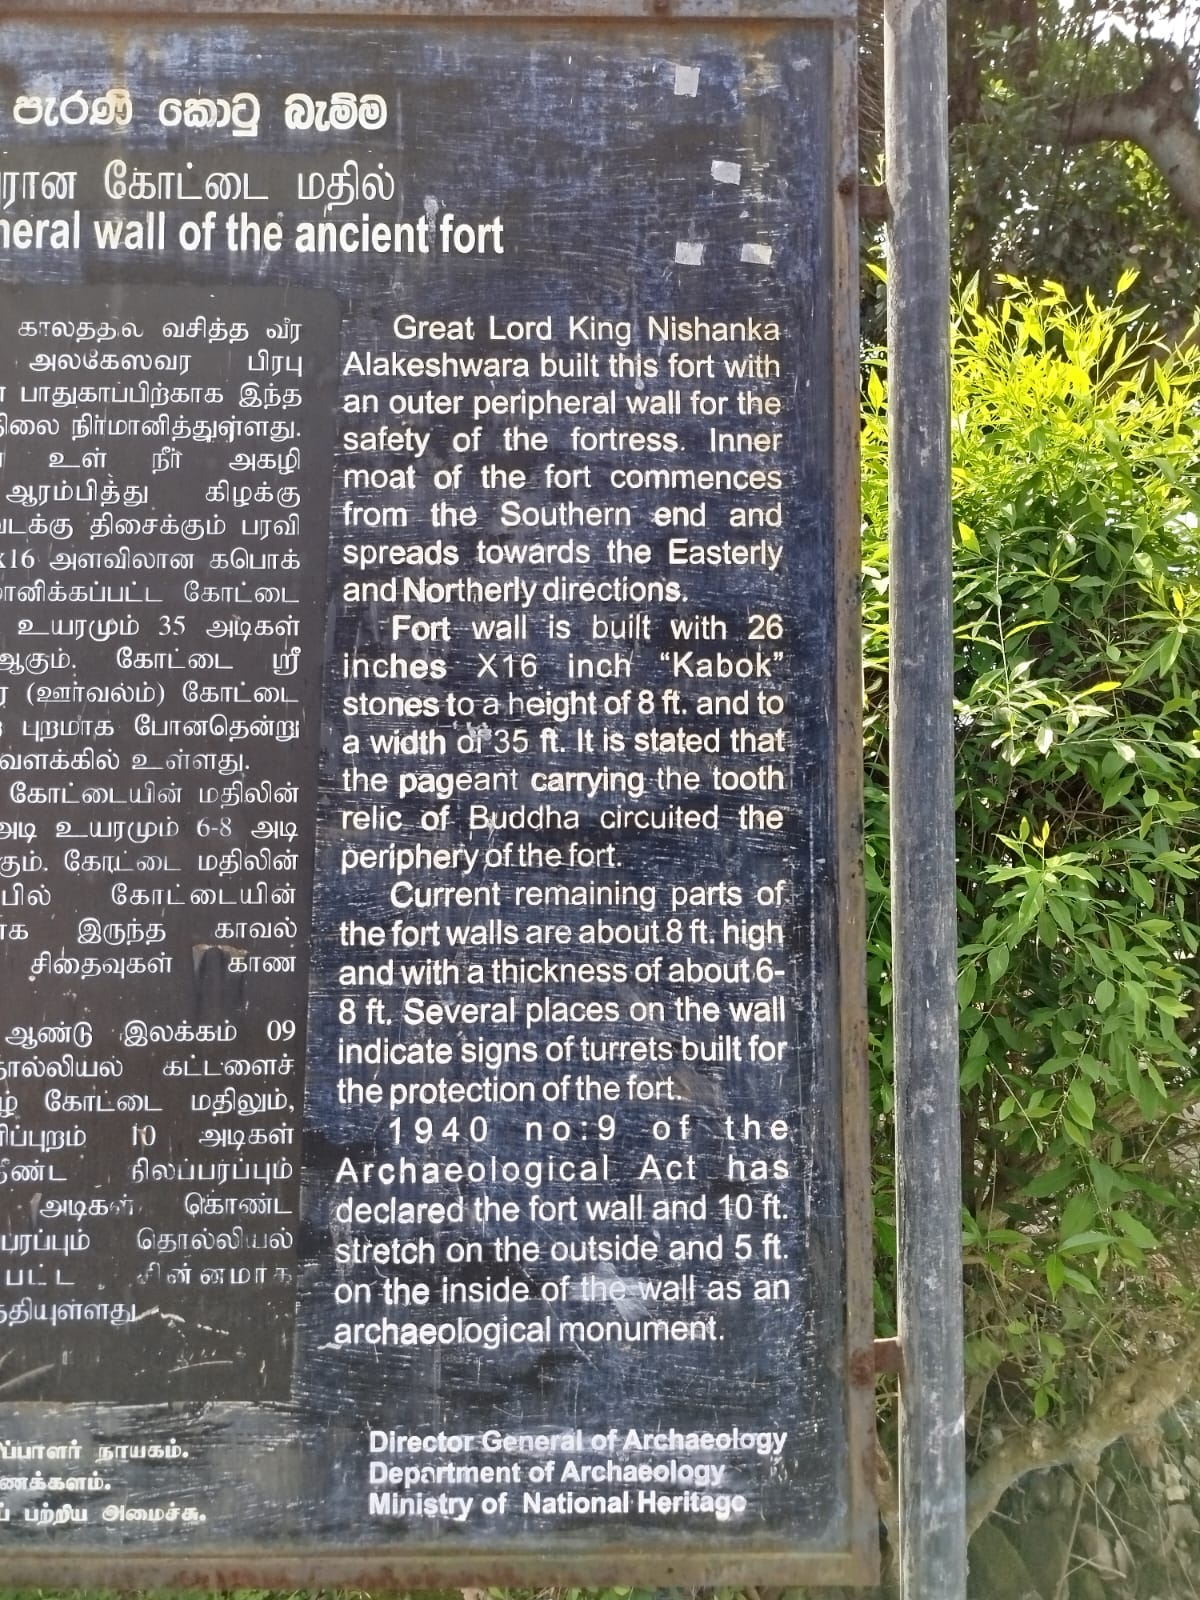 පැරණි කොටු බැම්ම
கோட்டை மதில்
wall of the ancient fort
காலத்தில் வசித்த வீர
அலகேஸ்வர பிரபு
பாதுகாப்பிற்காக இந்த
நிர்மானித்துள்ளது.
உள் நீர் அகழி
ஆரம்பித்து கிழக்கு
வடக்கு திசைக்கும் பரவி
x16 அளவிலான கபொக்
கோட்டை
உயரமும் 35 அடிகள்
ஆகும். கோட்டை ஸ்ரீ
(ஊர்வல்ம்) கோட்டை
புறமாக போனதென்று
உள்ளது.
கோட்டையின் மதிலின்
அடி உயரமும் 6-8 அடி
கோட்டை மதிலின்
கோட்டையின்
இருந்த காவல்
சிதைவுகள் காண
ஆண்டு இலக்கம் 09
கட்டளைச்
கோட்டை மதிலும்,
10 அடிகள்
நிலப்பரப்பும்
அடிகள் கொண்ட
தொல்லியல்
சின்னமாக
நாயகம்.
பற்றிய அமைச்சு.
Great Lord King Nishanka
Alakeshwara built this fort with
an outer peripheral wall for the
safety of the fortress. Inner
moat of the fort commences
from the Southern end and
spreads towards the Easterly
and Northerly directions.
Fort wall is built with 26
inches X16 inch “Kabok”
stones to a height of 8 ft. and to
a width of 35 ft. It is stated that
the pageant carrying the tooth
relic of Buddha circuited the
periphery of the fort.
Current remaining parts of
the fort walls are about 8 ft. high
and with a thickness of about 6-
8 ft. Several places on the wall
indicate signs of turrets built for
the protection of the fort.
1940 no:9 of the
Archaeological Act has
declared the fort wall and 10 ft.
stretch on the outside and 5 ft.
on the inside of the wall as an
archaeological monument.
Director General of Archaeology
Department of Archaeology
Ministry of National Heritage